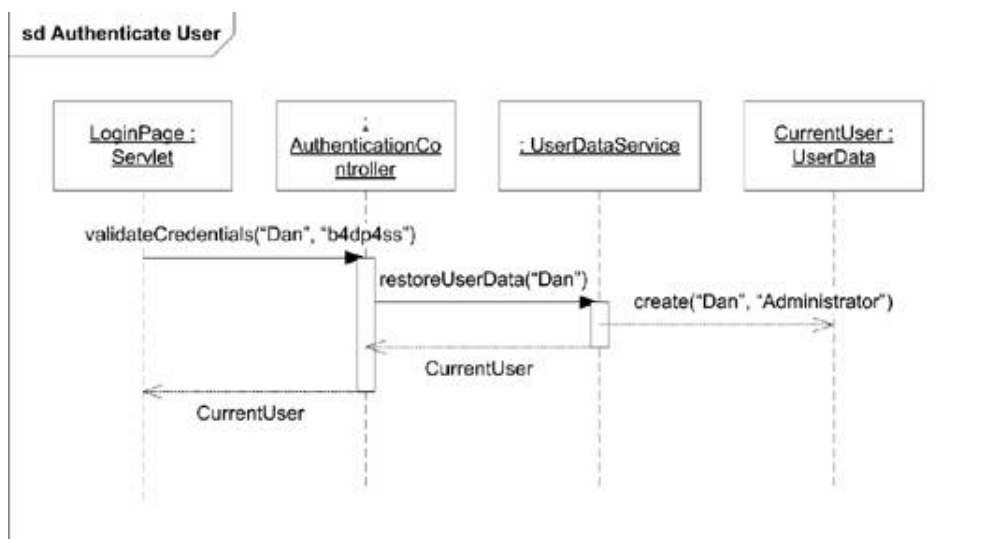 sd Authenticate User
LoginPage :
Servlet
:
AuthenticationCo
ntroller
: UserDataService
CurrentUser :
UserData
validateCredentials(“Dan”, “b4dp4ss”)
restoreUserData(“Dan”)
create(“Dan”, “Administrator”)
CurrentUser
CurrentUser